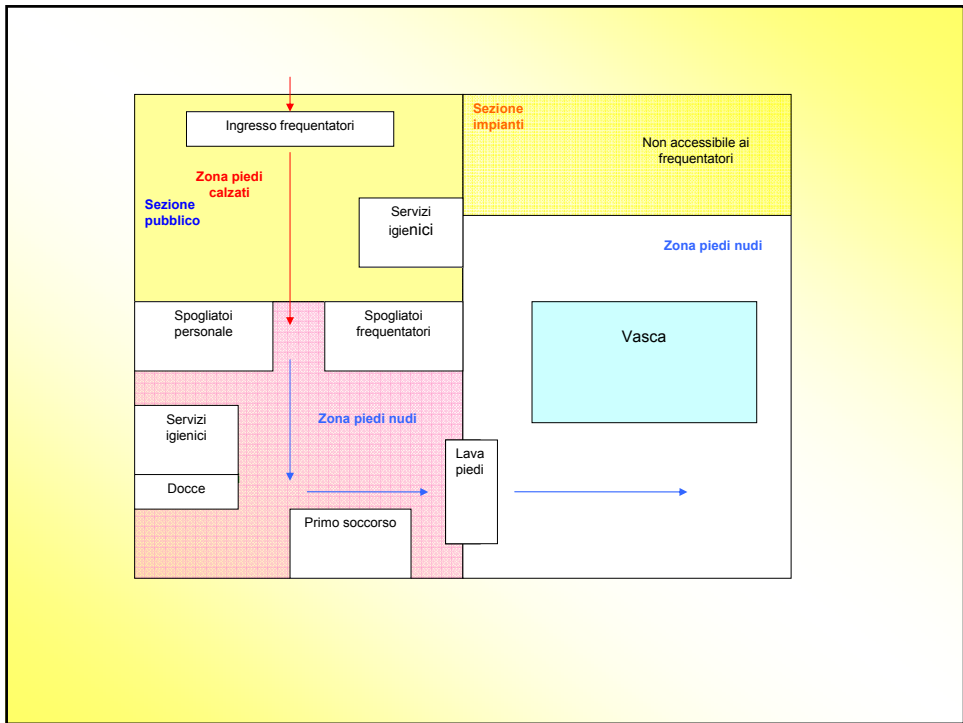 Ingresso frequentatori
Zona piedi
calzati
Sezione
pubblico
Servizi
igienici
Sezione
impianti
Non accessibile ai
frequentatori
Zona piedi nudi
Spogliatoi
personale
Spogliatoi
frequentatori
Vasca
Servizi
igienici
Zona piedi nudi
Docce
Lava
piedi
Primo soccorso